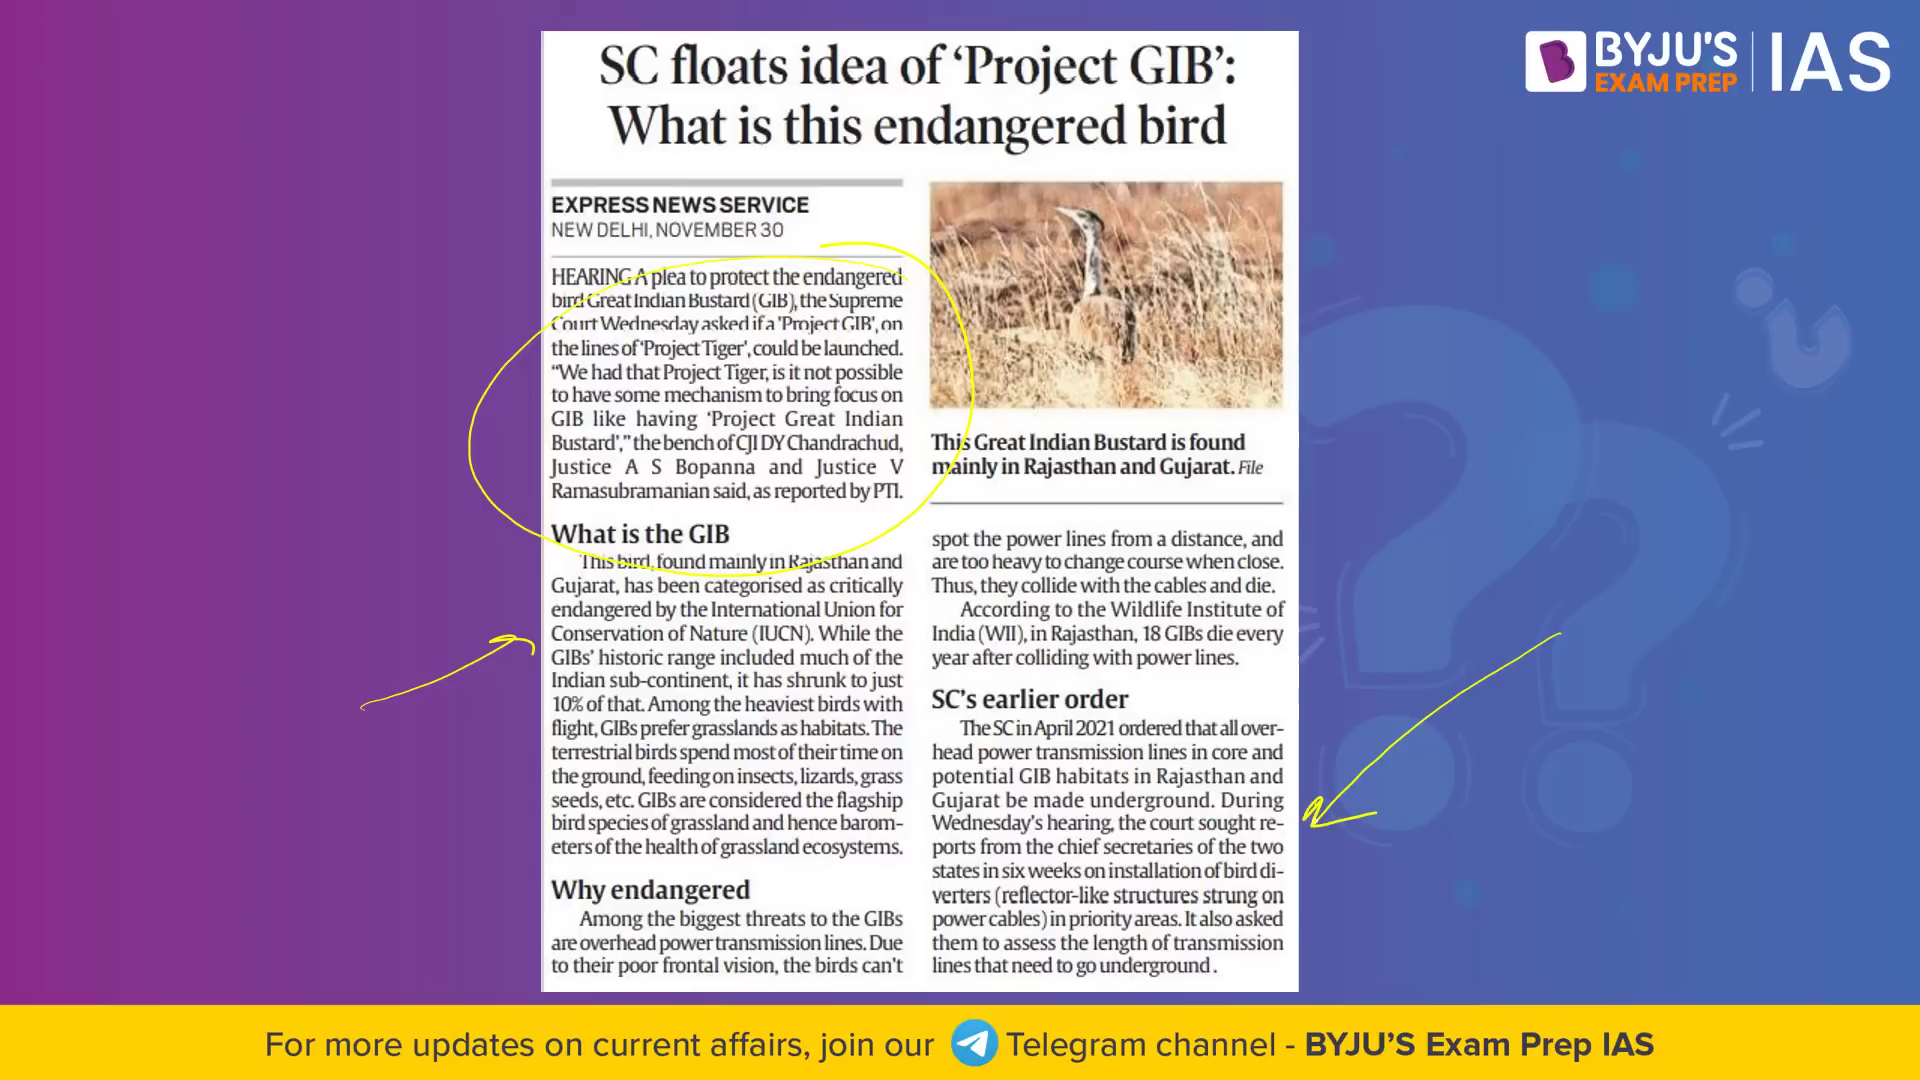 SC floats idea of ‘Project GIB’:
What is this endangered bird
EXPRESS NEWS SERVICE
NEW DELHI, NOVEMBER 30
HEARING A plea to protect the endangered
bird Great Indian Bustard (GIB), the Supreme
Court Wednesday asked if a 'Project GIB', on
the lines of ‘Project Tiger’, could be launched.
“We had that Project Tiger, is it not possible
to have some mechanism to bring focus on
GIB like having ‘Project Great Indian
Bustard’,” the bench of CJI DY Chandrachud,
Justice A S Bopanna and Justice V
Ramasubramanian said, as reported by PTI.
What is the GIB
This bird, found mainly in Rajasthan and
Gujarat, has been categorised as critically
endangered by the International Union for
Conservation of Nature (IUCN). While the
GIBs’ historic range included much of the
Indian sub-continent, it has shrunk to just
10% of that. Among the heaviest birds with
flight, GIBs prefer grasslands as habitats. The
terrestrial birds spend most of their time on
the ground, feeding on insects, lizards, grass
seeds, etc. GIBs are considered the flagship
bird species of grassland and hence barom-
eters of the health of grassland ecosystems.
Why endangered
Among the biggest threats to the GIBs
are overhead power transmission lines. Due
to their poor frontal vision, the birds can’t
This Great Indian Bustard is found
mainly in Rajasthan and Gujarat. File
spot the power lines from a distance, and
are too heavy to change course when close.
Thus, they collide with the cables and die.
According to the Wildlife Institute of
India (WII), in Rajasthan, 18 GIBs die every
year after colliding with power lines.
SC’s earlier order
The SC in April 2021 ordered that all over-
head power transmission lines in core and
potential GIB habitats in Rajasthan and
Gujarat be made underground. During
Wednesday’s hearing, the court sought re-
ports from the chief secretaries of the two
states in six weeks on installation of bird di-
verters (reflector-like structures strung on
power cables) in priority areas. It also asked
them to assess the length of transmission
lines that need to go underground.
BYJU'S
EXAM PREP
IAS
For more updates on current affairs, join our Telegram channel - BYJU’S Exam Prep IAS